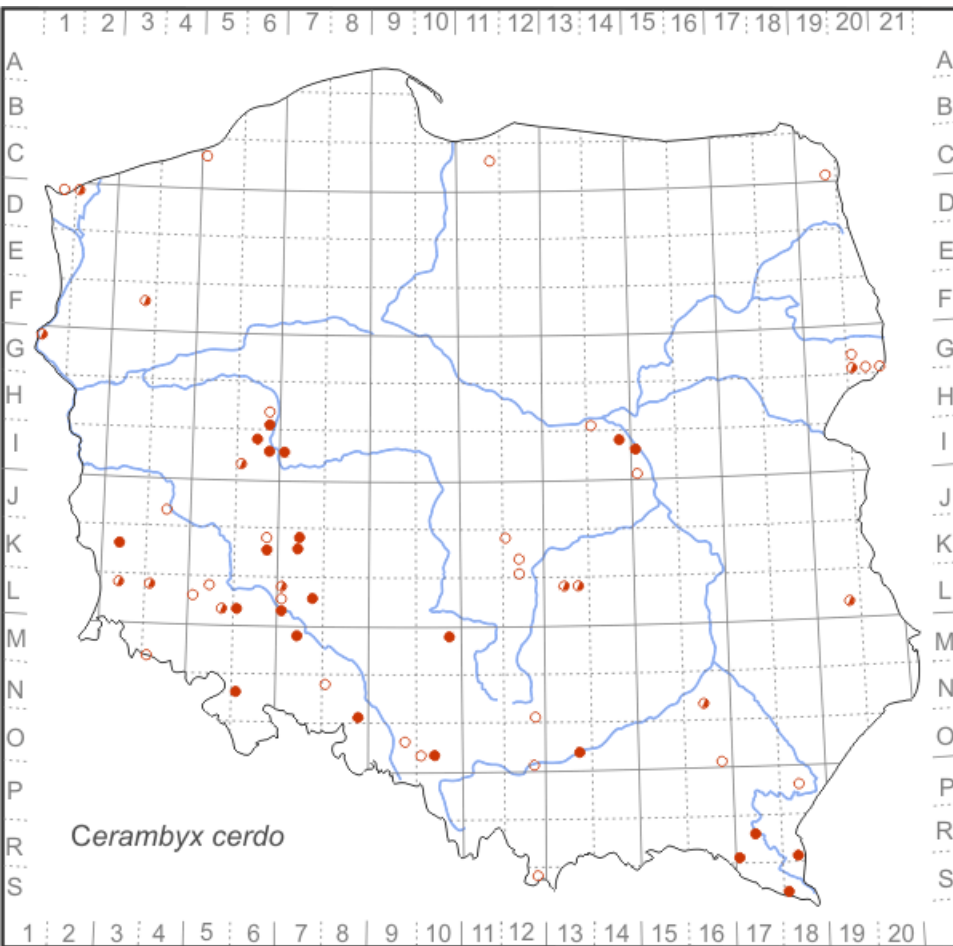 1 2 3 4 5 6 7 8 9 10 11 12 13 14 15 16 17 18 19 20 21
A A
B B
C C
D D
E E
F F
G G
H H
I I
J J
K K
L L
M M
N N
O O
P P
Cerambyx cerdo
R R
S S
1 2 3 4 5 6 7 8 9 10 11 12 13 14 15 16 17 18 19 20